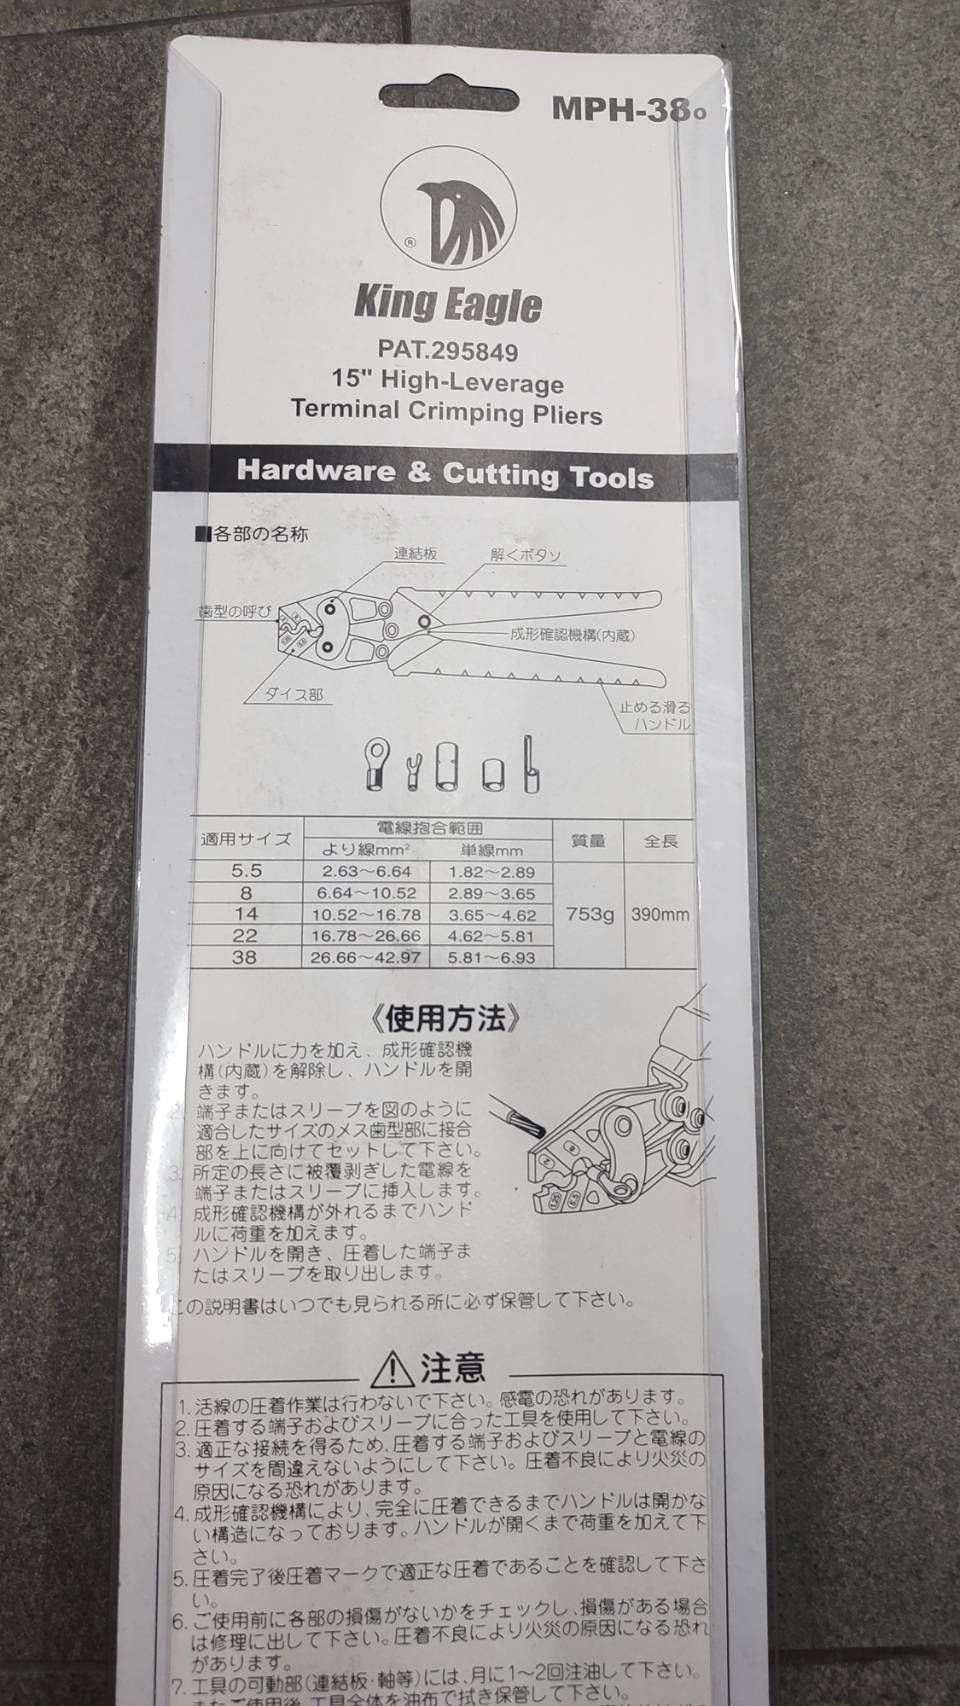 MPH-38
King Eagle
PAT.295849
15" High-Leverage
Terminal Crimping Pliers
Hardware & Cutting Tools
■各部の名称
連結板
解くボタソ
歯型の呼び
成形確認機構(内蔵)
ダイス部
止める滑る
ハンドル
適用サイズ 電線抱合範囲 質量 全長
より線mm² 単線mm
5.5 2.63～6.64 1.82～2.89
8 6.64～10.52 2.89～3.65
14 10.52～16.78 3.65～4.62 753g 390mm
22 16.78～26.66 4.62～5.81
38 26.66～42.97 5.81～6.93
《使用方法》
ハンドルに力を加え、成形確認機
構(内蔵)を解除し、ハンドルを開
きます。
2. 端子またはスリーブを図のように
適合したサイズのメス歯型部に接合
部を上に向けてセットして下さい。
3. 所定の長さに被覆剥ぎした電線を
端子またはスリーブに挿入します。
4. 成形確認機構が外れるまでハンド
ルに荷重を加えます。
5. ハンドルを開き、圧着した端子ま
たはスリーブを取り出します。
この説明書はいつでも見られる所に必ず保管して下さい。
注意
1. 活線の圧着作業は行わないで下さい。感電の恐れがあります。
2. 圧着する端子およびスリーブに合った工具を使用して下さい。
3. 適正な接続を得るため、圧着する端子およびスリーブと電線の
サイズを間違えないようにして下さい。圧着不良により火災の
原因になる恐れがあります。
4. 成形確認機構により、完全に圧着できるまでハンドルは開かな
い構造になっております。ハンドルが開くまで荷重を加えて下
さい。
5. 圧着完了後圧着マークで適正な圧着であることを確認して下さ
い。
6. ご使用前に各部の損傷がないかをチェックし、損傷がある場合
は修理に出して下さい。圧着不良により火災の原因になる恐れ
があります。
7. 工具の可動部(連結板・軸等)には、月に1～2回注油して下さい。
またご使用後、工具全体を油布で拭き保管して下さい。